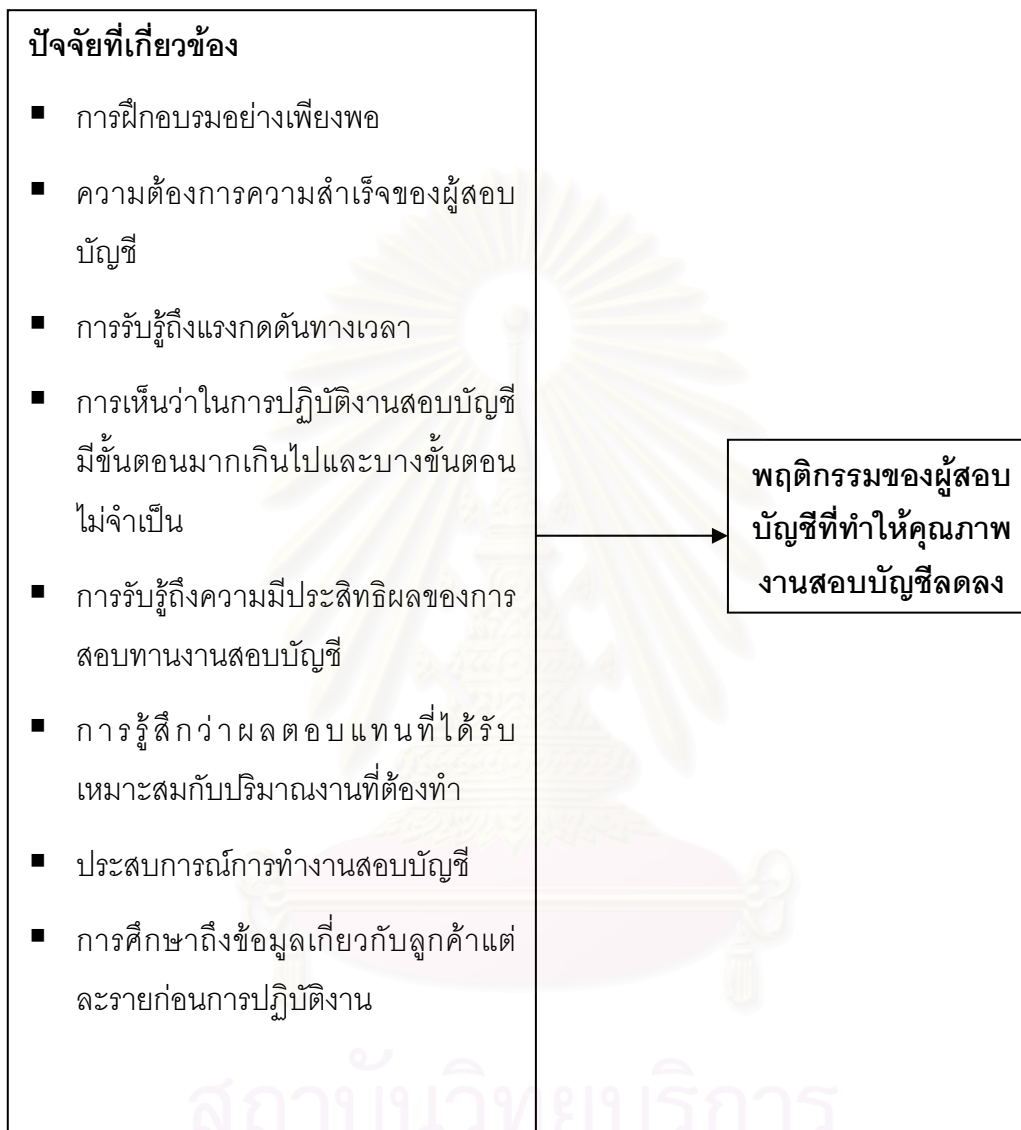 ปัจจัยที่เกี่ยวข้อง
▪ การฝึกอบรมอย่างเพียงพอ
▪ ความต้องการความสำเร็จของผู้สอบ
บัญชี
▪ การรับรู้ถึงแรงกดดันทางเวลา
▪ การเห็นว่าในการปฏิบัติงานสอบบัญชี
มีขั้นตอนมากเกินไปและบางขั้นตอน
ไม่จำเป็น
▪ การรับรู้ถึงความมีประสิทธิผลของการ
สอบทานงานสอบบัญชี
▪ การรู้สึกว่าผลตอบแทนที่ได้รับ
เหมาะสมกับปริมาณงานที่ต้องทำ
▪ ประสบการณ์การทำงานสอบบัญชี
▪ การศึกษาถึงข้อมูลเกี่ยวกับลูกค้าแต่
ละรายก่อนการปฏิบัติงาน
พฤติกรรมของผู้สอบ
บัญชีที่ทำให้คุณภาพ
งานสอบบัญชีลดลง
สถาบันวิทยบริการ